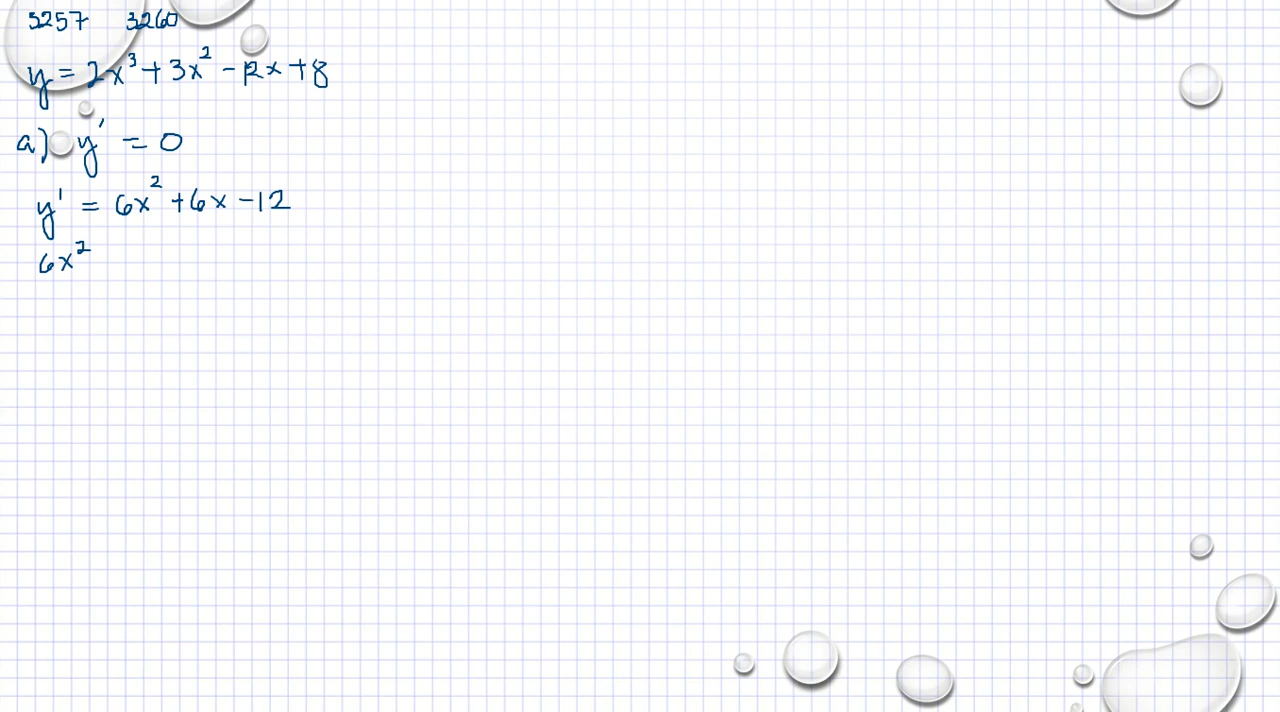 3257 3260
y = 2x³ + 3x² - 12x + 8
a) y' = 0
y' = 6x² + 6x - 12
6x²